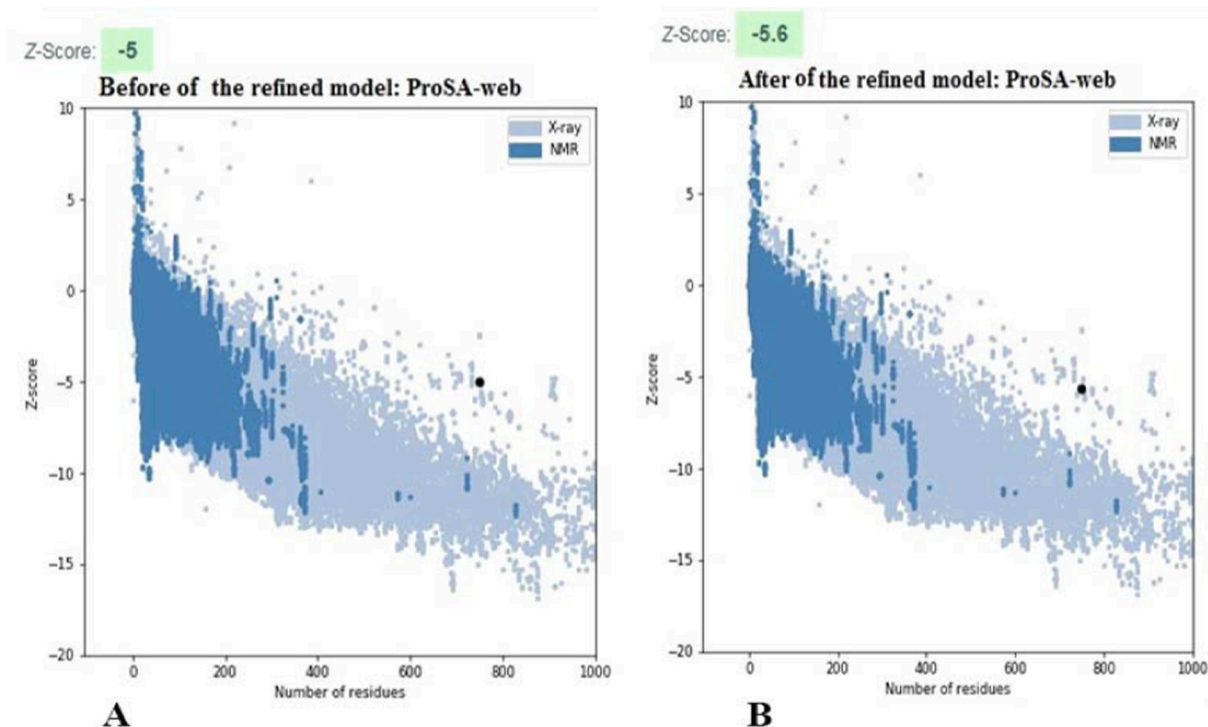 Z-Score: -5
Before of the refined model: ProSA-web
X-ray
NMR
10
5
0
−5
−10
−15
−20
Z-score
0 200 400 600 800 1000
Number of residues
A
Z-Score: -5.6
After of the refined model: ProSA-web
X-ray
NMR
10
5
0
−5
−10
−15
−20
Z-score
0 200 400 600 800 1000
Number of residues
B